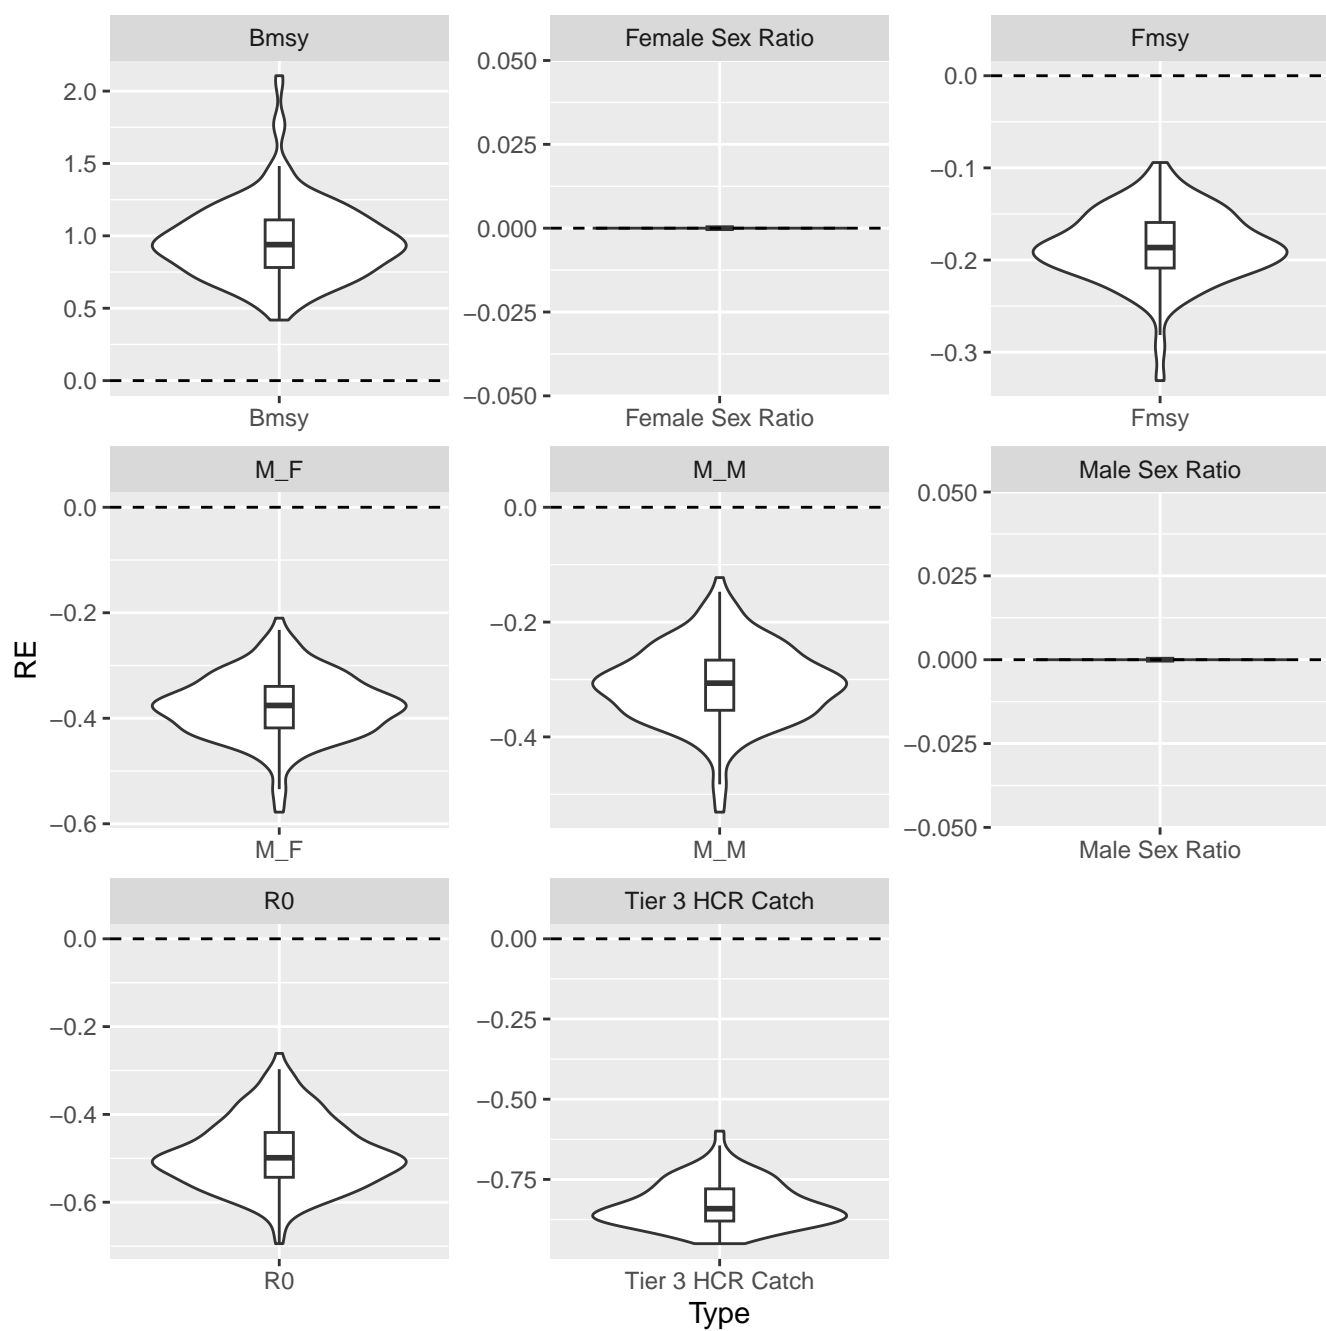 Bmsy
Female Sex Ratio
Fmsy
2.0
1.5
1.0
0.5
0.0
0.050
0.025
0.000
−0.025
−0.050
0.0
−0.1
−0.2
−0.3
Bmsy
Female Sex Ratio
Fmsy
M_F
M_M
Male Sex Ratio
0.0
−0.2
−0.4
−0.6
0.0
−0.2
−0.4
0.050
0.025
0.000
−0.025
−0.050
RE
M_F
M_M
Male Sex Ratio
R0
Tier 3 HCR Catch
0.0
−0.2
−0.4
−0.6
0.00
−0.25
−0.50
−0.75
R0
Tier 3 HCR Catch
Type